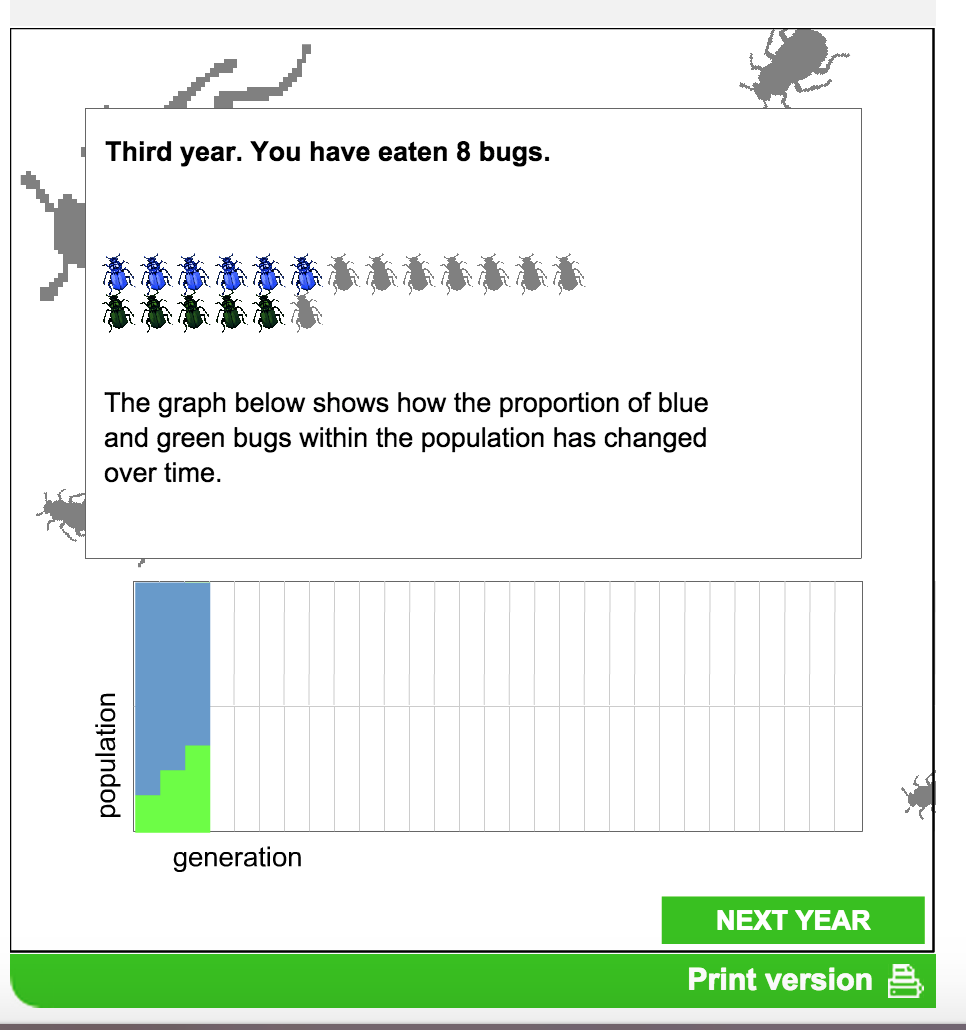 Third year. You have eaten 8 bugs.
The graph below shows how the proportion of blue
and green bugs within the population has changed
over time.
population
generation
NEXT YEAR
Print version